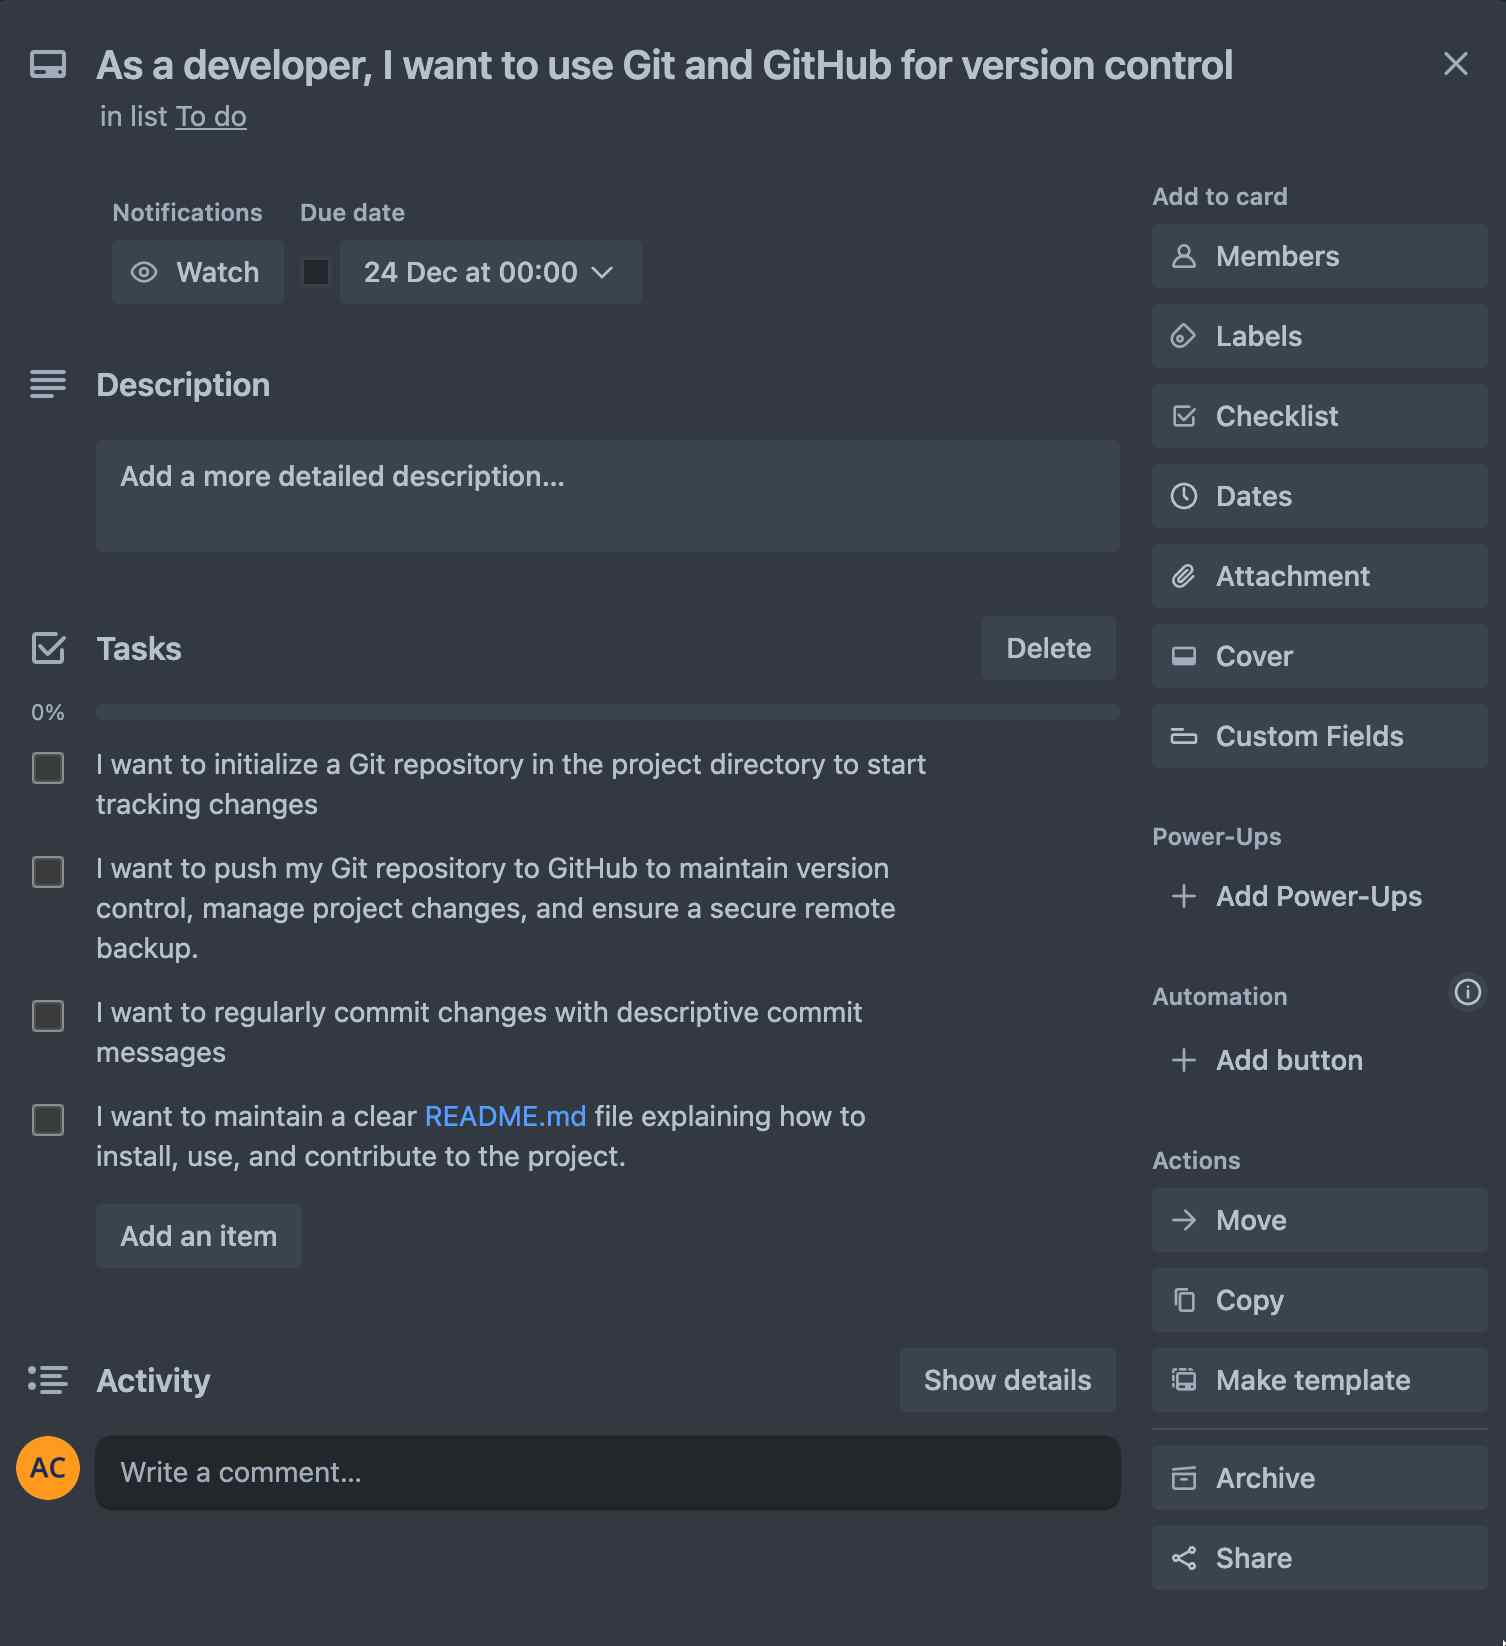 As a developer, I want to use Git and GitHub for version control
in list To do
Notifications
Due date
Watch
24 Dec at 00:00
Description
Add a more detailed description...
Tasks
Delete
0%
I want to initialize a Git repository in the project directory to start
tracking changes
I want to push my Git repository to GitHub to maintain version
control, manage project changes, and ensure a secure remote
backup.
I want to regularly commit changes with descriptive commit
messages
I want to maintain a clear README.md file explaining how to
install, use, and contribute to the project.
Add an item
Activity
Show details
AC
Write a comment...
Add to card
Members
Labels
Checklist
Dates
Attachment
Cover
Custom Fields
Power-Ups
Add Power-Ups
Automation
Add button
Actions
Move
Copy
Make template
Archive
Share